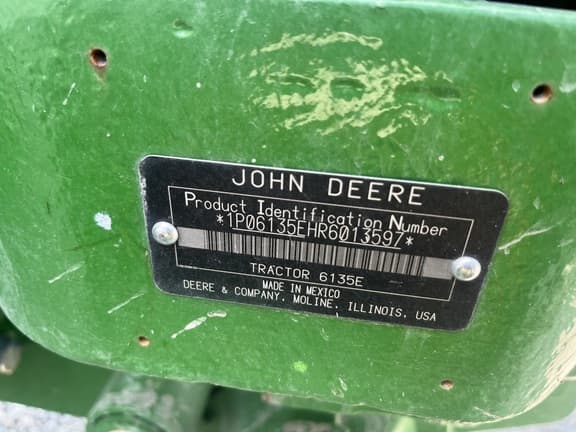 JOHN DEERE
Product Identification Number
*1P06135EHR6013597*
TRACTOR 6135E
MADE IN MEXICO
DEERE & COMPANY, MOLINE, ILLINOIS, USA